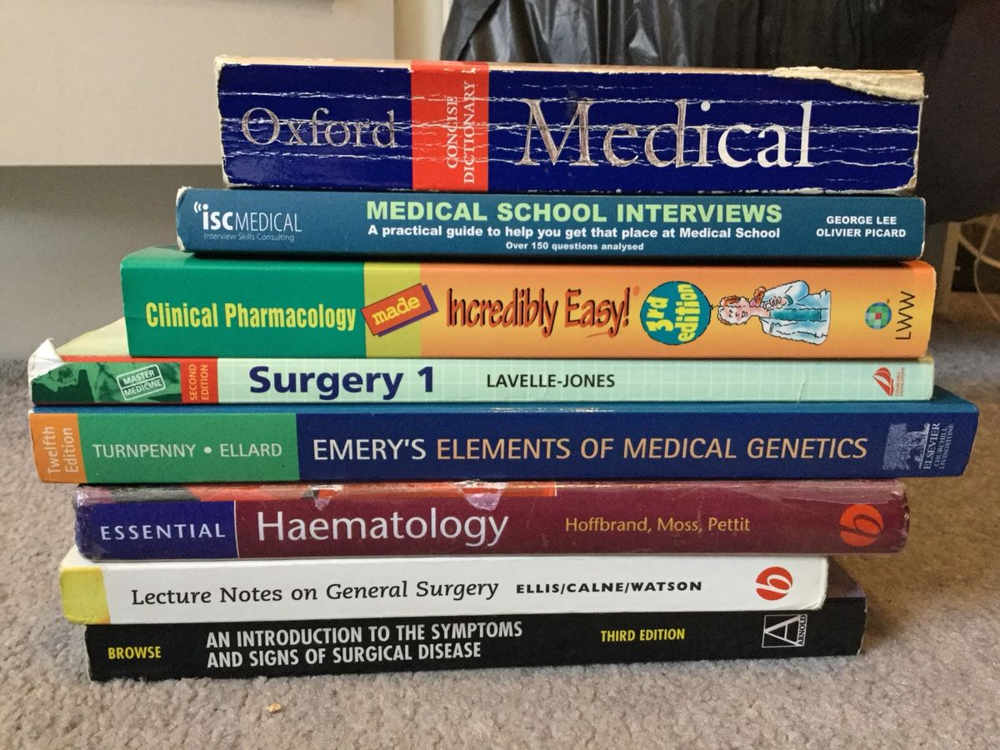 Oxford
CONCISE
DICTIONARY
Medical
iscMEDICAL
Interview Skills Consulting
MEDICAL SCHOOL INTERVIEWS
A practical guide to help you get that place at Medical School
Over 150 questions analysed
GEORGE LEE
OLIVIER PICARD
Clinical Pharmacology made Incredibly Easy!®
3rd
edition
LWW
MASTER
MEDICINE
SECOND
EDITION
Surgery 1 LAVELLE-JONES
CHURCHILL
LIVINGSTONE
Twelfth
Edition
TURNPENNY • ELLARD
EMERY'S ELEMENTS OF MEDICAL GENETICS
ELSEVIER
CHURCHILL
LIVINGSTONE
ESSENTIAL Haematology Hoffbrand, Moss, Pettit
b
Lecture Notes on General Surgery ELLIS/CALNE/WATSON
b
BROWSE
AN INTRODUCTION TO THE SYMPTOMS
AND SIGNS OF SURGICAL DISEASE
THIRD EDITION
A
ARNOLD